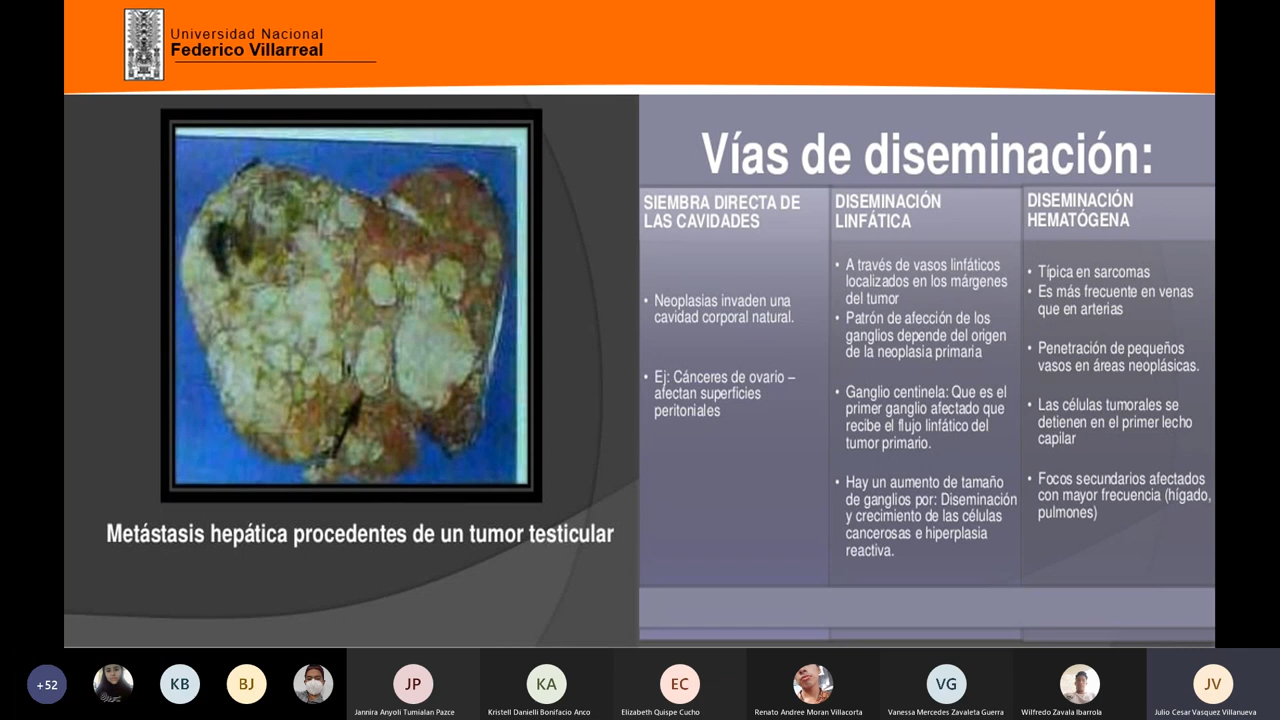 Universidad Nacional
Federico Villarreal
Metástasis hepática procedentes de un tumor testicular
Vías de diseminación:
SIEMBRA DIRECTA DE
LAS CAVIDADES
• Neoplasias invaden una
cavidad corporal natural.
• Ej: Cánceres de ovario –
afectan superficies
peritoniales
DISEMINACIÓN
LINFÁTICA
• A través de vasos linfáticos
localizados en los márgenes
del tumor
• Patrón de afección de los
ganglios depende del origen
de la neoplasia primaria
• Ganglio centinela: Que es el
primer ganglio afectado que
recibe el flujo linfático del
tumor primario.
• Hay un aumento de tamaño
de ganglios por: Diseminación
y crecimiento de las células
cancerosas e hiperplasia
reactiva.
DISEMINACIÓN
HEMATÓGENA
• Típica en sarcomas
• Es más frecuente en venas
que en arterias
• Penetración de pequeños
vasos en áreas neoplásicas.
• Las células tumorales se
detienen en el primer lecho
capilar
• Focos secundarios afectados
con mayor frecuencia (hígado,
pulmones)
+52
KB
BJ
JP
Jannira Anyoli Tumialan Pazce
KA
Kristell Danielli Bonifacio Anco
EC
Elizabeth Quispe Cucho
Renato Andree Moran Villacorta
VG
Vanessa Mercedes Zavaleta Guerra
Wilfredo Zavala Ibarrola
JV
Julio Cesar Vasquez Villanueva